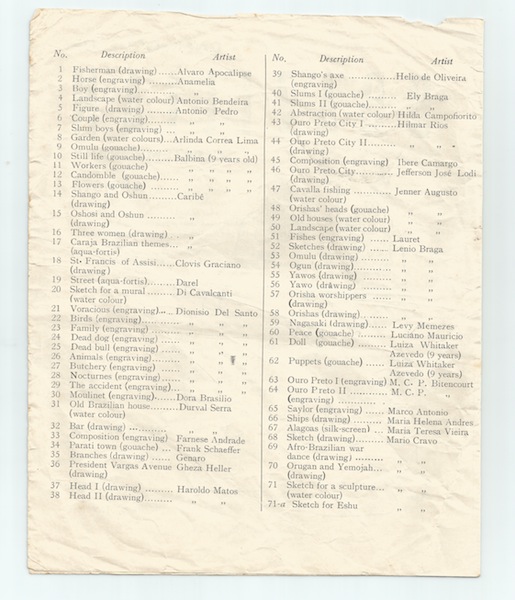 No. Description Artist
1 Fisherman (drawing) ...... Alvaro Apocalipse
2 Horse (engraving) ......... Anamelia
3 Boy (engraving)......... ,, ,,
4 Landscape (water colour) Antonio Bendeira
5 Figure. (drawing) ...... Antonio Pedro
6 Couple (engraving) ...... ,, ,,
7 Slum boys (engraving) ... ,, ,,
8 Garden (water colours).. Arlinda Correa Lima
9 Omulu (gouache)...... ,, ,, ,,
10 Still life (gouache) ...... Balbina (9 years old)
11 Workers (gouache) ,, ,, ,, ,,
12 Candomble (gouache) ...... ,, ,, ,, ,,
13 Flowers (gouache) ...... ,, ,, ,, ,,
14 Shango and Oshun ......... Caribé
(drawing)
15 Oshosi and Oshun ......... ,,
(drawing)
16 Three women (drawing)... ,,
17 Caraja Brazilian themes... ,,
(aqua-fortis)
18 St. Francis of Assisi...... Clovis Graciano
(drawing)
19 Street (aqua-fortis)......... Darel
20 Sketch for a mural ...... Di Cavalcanti
(water colour)
21 Voracious (engraving)... Dionisio Del Santo
22 Birds (engraving)......... ,, ,, ,,
23 Family (engraving)...... ,, ,, ,,
24 Dead dog (engraving) ...... ,, ,, ,,
25 Dead bull (engraving) ...... ,, ,, ,,
26 Animals (engraving)...... ,, ,, ,,
27 Butchery (engraving)...... ,, ,, ,,
28 Nocturnes (engraving)...... ,, ,, ,,
29 The accident (engraving)... ,, ,, ,,
30 Moulinet (engraving)...... Dora Brasilio
31 Old Brazilian house......... Durval Serra
(water colour)
32 Bar (drawing) ............ ,, ,,
33 Composition (engraving) Farnese Andrade
34 Parati town (gouache) ... Frank Schaeffer
35 Branches (drawing) ...... Genaro
36 President Vargas Avenue Gheza Heller
(drawing)
37 Head I (drawing) ......... Haroldo Matos
38 Head II (drawing)......... ,, ,,
No. Description Artist
39 Shango's axe ............... Helio de Oliveira
(engraving)
40 Slums I (gouache) ...... Ely Braga
41 Slums II (gouache)...... ,, ,,
42 Abstraction (water colour) Hilda Campofiorito
43 Ouro Preto City I ......... Hilmar Rios
(drawing)
44 Ouro Preto City II......... ,, ,,
(drawing)
45 Composition (engraving) Ibere Camargo
46 Ouro Preto City............ Jefferson José Lodi
(drawing)
47 Cavalla fishing ............ Jenner Augusto
(water colour)
48 Orishas' heads (gouache) ,, ,,
49 Old houses (water colour) ,, ,,
50 Landscape (water colour) ,, ,,
51 Fishes (engraving) ...... Lauret
52 Sketches (drawing) ...... Lenio Braga
53 Omulu (drawing) ......... ,, ,,
54 Ogun (drawing) ......... ,, ,,
55 Yawos (drawing) ......... ,, ,,
56 Yawo (drawing) ......... ,, ,,
57 Orisha worshippers ...... ,, ,,
(drawing)
58 Orishas (drawing)......... ,, ,,
59 Nagasaki (drawing) ...... Levy Memezes
60 Peace (gouache) ......... Luciano Mauricio
61 Doll (gouache) ......... Luiza Whitaker
Azevedo (9 years)
62 Puppets (gouache) ...... Luiza Whitaker
Azevedo (9 years)
63 Ouro Preto I (engraving) M. C. P. Bitencourt
64 Ouro Preto II ............ M. C. P. ,,
(engraving)
65 Saylor (engraving) ...... Marco Antonio
66 Ships (drawing)............ Maria Helena Andres
67 Alagoas (silk-screen) ... Maria Teresa Vieira
68 Sketch (drawing) ......... Mario Cravo
69 Afro-Brazilian war
dance (drawing) ......... ,, ,,
70 Orugan and Yemojah... ,, ,,
(drawing)
71 Sketch for a sculpture... ,, ,,
(water colour)
71-a Sketch for Eshu ,, ,,